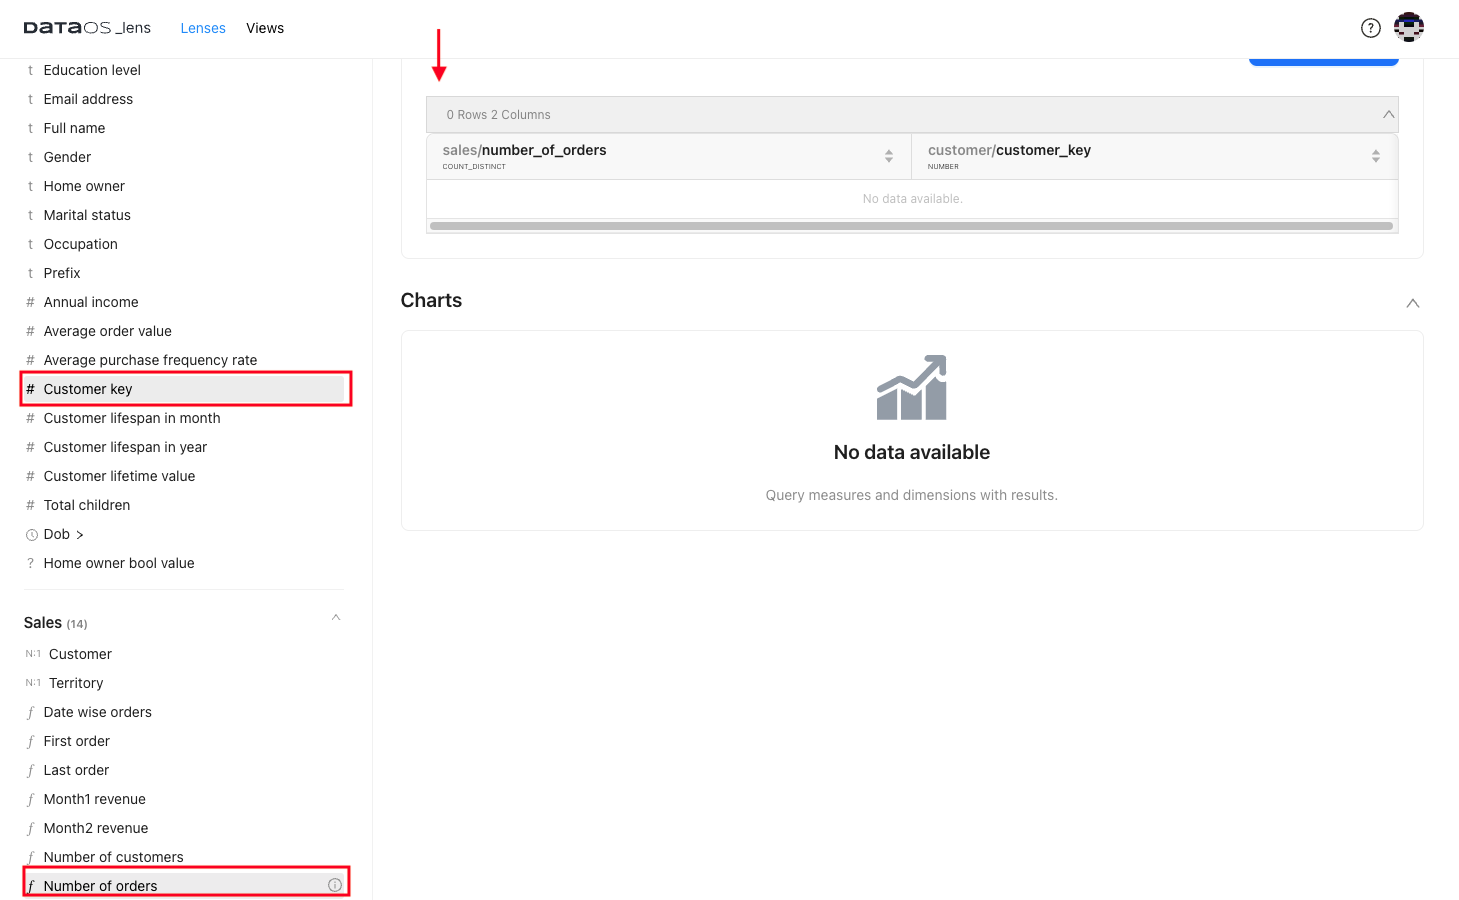 DATAOS _lens
Lenses
Views
?
t Education level
t Email address
t Full name
t Gender
t Home owner
t Marital status
t Occupation
t Prefix
# Annual income
# Average order value
# Average purchase frequency rate
# Customer key
# Customer lifespan in month
# Customer lifespan in year
# Customer lifetime value
# Total children
Dob >
? Home owner bool value
Sales (14)
N:1 Customer
N:1 Territory
f Date wise orders
f First order
f Last order
f Month1 revenue
f Month2 revenue
f Number of customers
f Number of orders
0 Rows 2 Columns
sales/number_of_orders
COUNT_DISTINCT
customer/customer_key
NUMBER
No data available.
Charts
No data available
Query measures and dimensions with results.